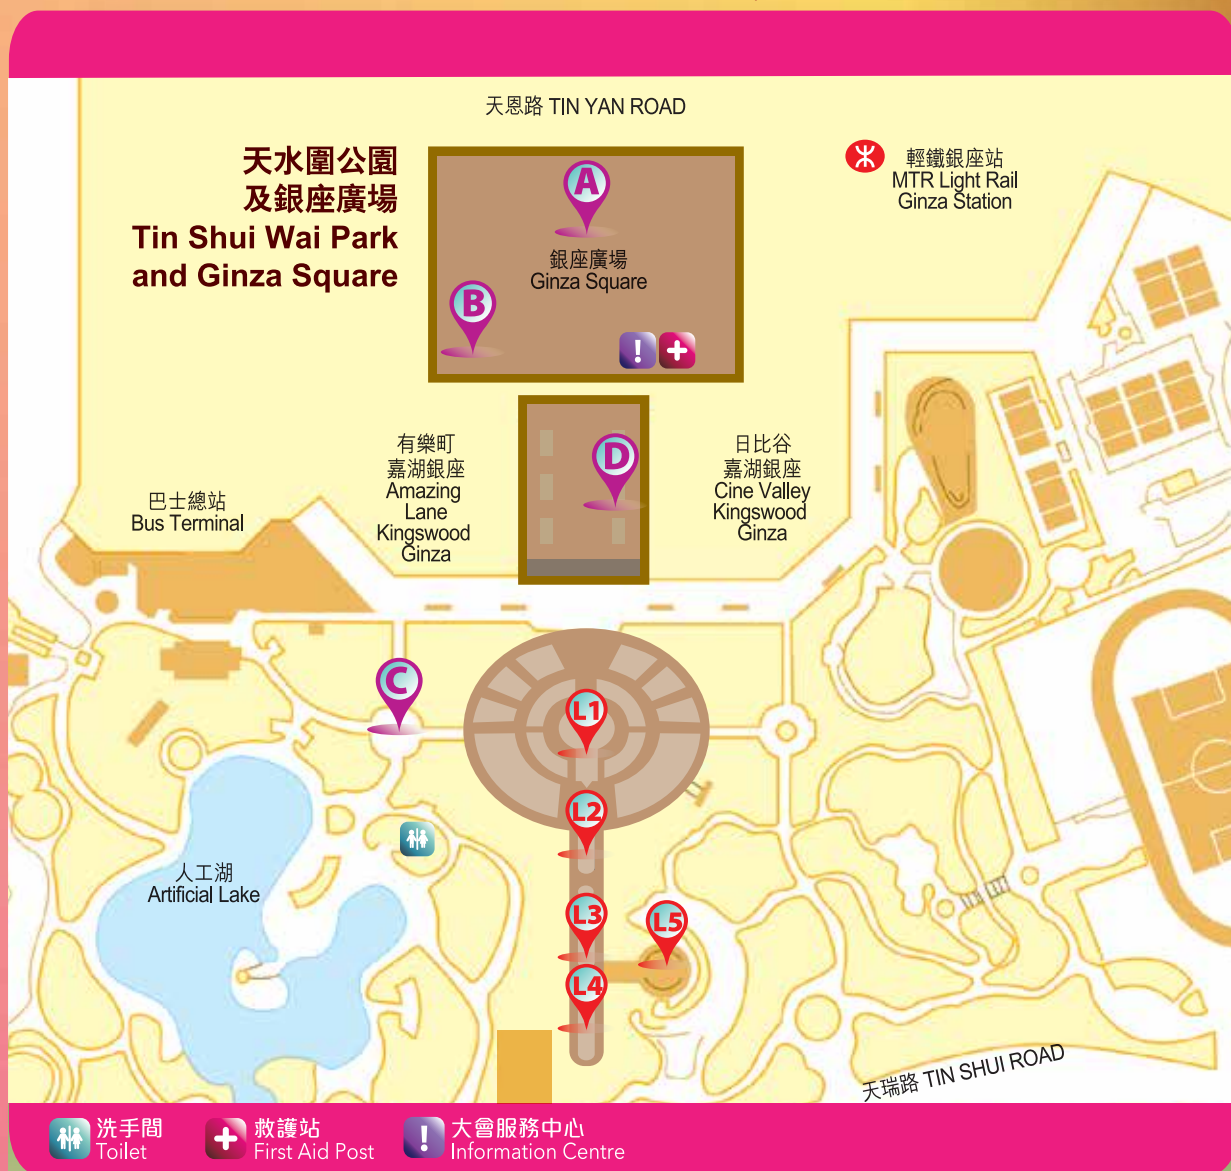 天恩路 TIN YAN ROAD
天水圍公園
及銀座廣場
Tin Shui Wai Park
and Ginza Square
輕鐵銀座站
MTR Light Rail
Ginza Station
A
銀座廣場
Ginza Square
B
!
有樂町
嘉湖銀座
Amazing
Lane
Kingswood
Ginza
D
日比谷
嘉湖銀座
Cine Valley
Kingswood
Ginza
巴士總站
Bus Terminal
C
L1
L2
人工湖
Artificial Lake
L3
L5
L4
天瑞路 TIN SHUI ROAD
洗手間
Toilet
救護站
First Aid Post
!
大會服務中心
Information Centre